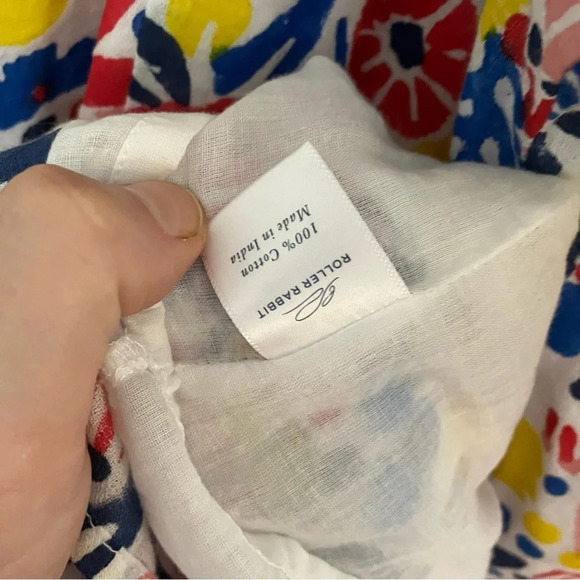 ROLLER RABBIT
100% Cotton
Made in India